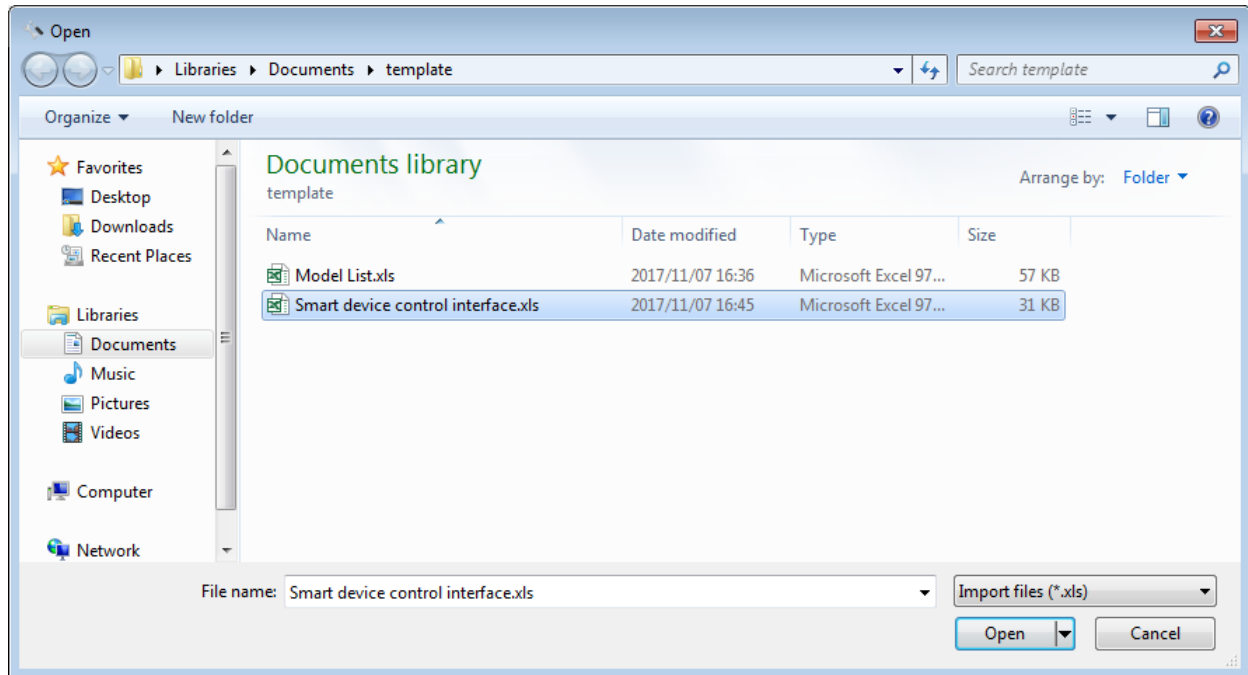 Open
Libraries Documents template Search template
Organize New folder
Favorites
Desktop
Downloads
Recent Places
Libraries
Documents
Music
Pictures
Videos
Computer
Network
Documents library
template
Arrange by: Folder
Name Date modified Type Size
Model List.xls 2017/11/07 16:36 Microsoft Excel 97... 57 KB
Smart device control interface.xls 2017/11/07 16:45 Microsoft Excel 97... 31 KB
File name: Smart device control interface.xls Import files (*.xls)
Open Cancel